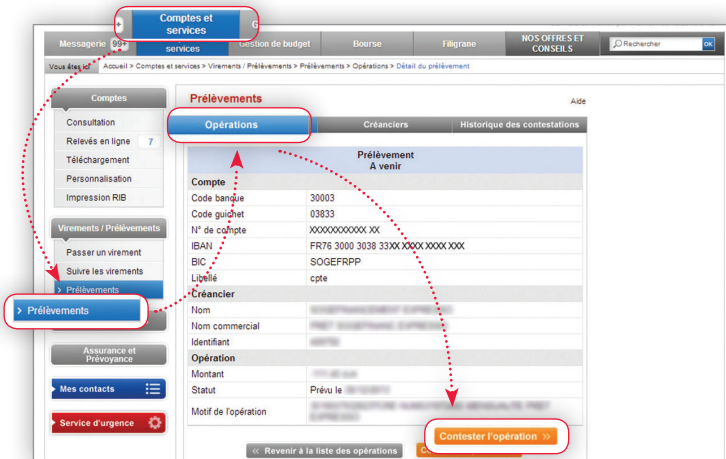 Comptes et
services
Messagerie 99+
services
Gestion de budget
Bourse
Filigrane
NOS OFFRES ET
CONSEILS
Rechercher
OK
Vous êtes ici
Accueil > Comptes et services > Virements / Prélèvements > Prélèvements > Opérations > Détail du prélèvement
Comptes
Consultation
Relevés en ligne 7
Téléchargement
Personnalisation
Impression RIB
Virements / Prélèvements
Passer un virement
Suivre les virements
> Prélèvements
> Prélèvements
Assurance et
Prévoyance
Mes contacts
Service d'urgence
Prélèvements
Aide
Opérations
Créanciers
Historique des contestations
Prélèvement
A venir
Compte
Code banque 30003
Code guichet 03833
N° de compte XXXXXXXXXXX XX
IBAN FR76 3000 3038 33XX XXXX XXXX XXX
BIC SOGEFRPP
Libellé cpte
Créancier
Nom
Nom commercial
Identifiant
Opération
Montant
Statut Prévu le
Motif de l'opération
Contester l'opération »
« Revenir à la liste des opérations